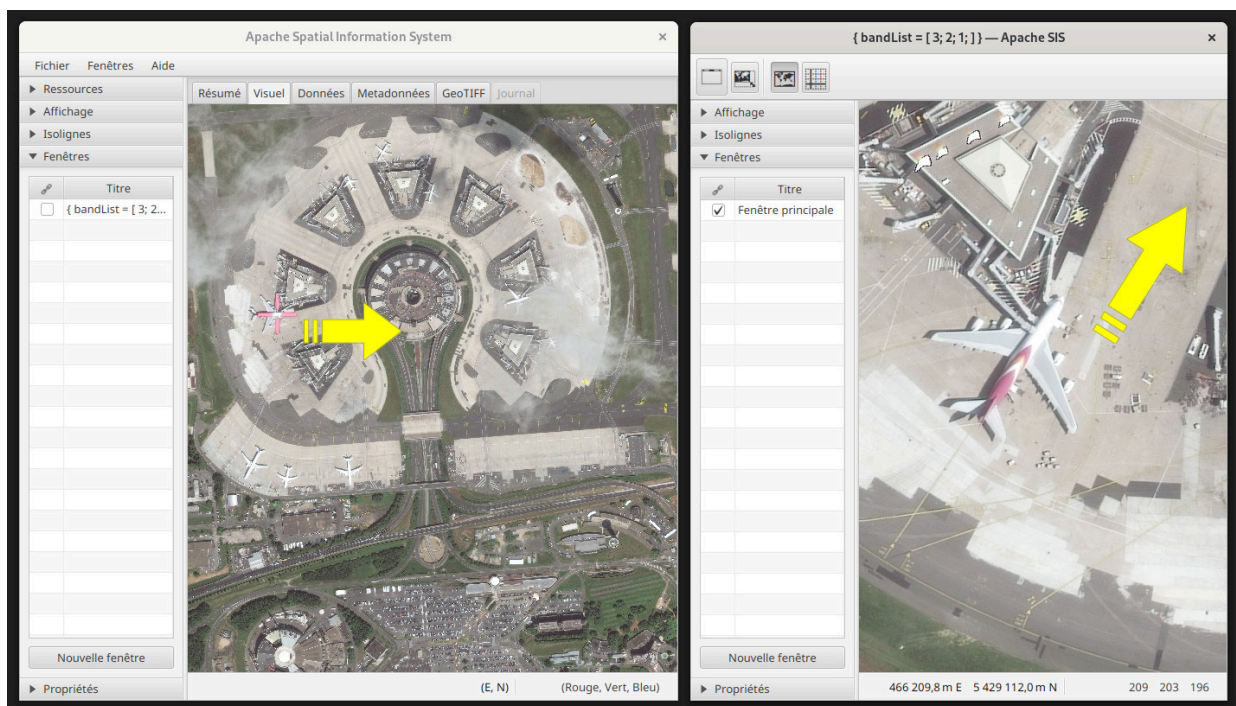 Apache Spatial Information System
×
Fichier Fenêtres Aide
Ressources
Affichage
Isolignes
Fenêtres
Titre
{ bandList = [ 3; 2...
Nouvelle fenêtre
Propriétés
Résumé Visuel Données Metadonnées GeoTIFF Journal
(E, N) (Rouge, Vert, Bleu)
{ bandList = [ 3; 2; 1; ] } — Apache SIS
×
Affichage
Isolignes
Fenêtres
Titre
Fenêtre principale
Nouvelle fenêtre
Propriétés
466 209,8 m E 5 429 112,0 m N 209 203 196